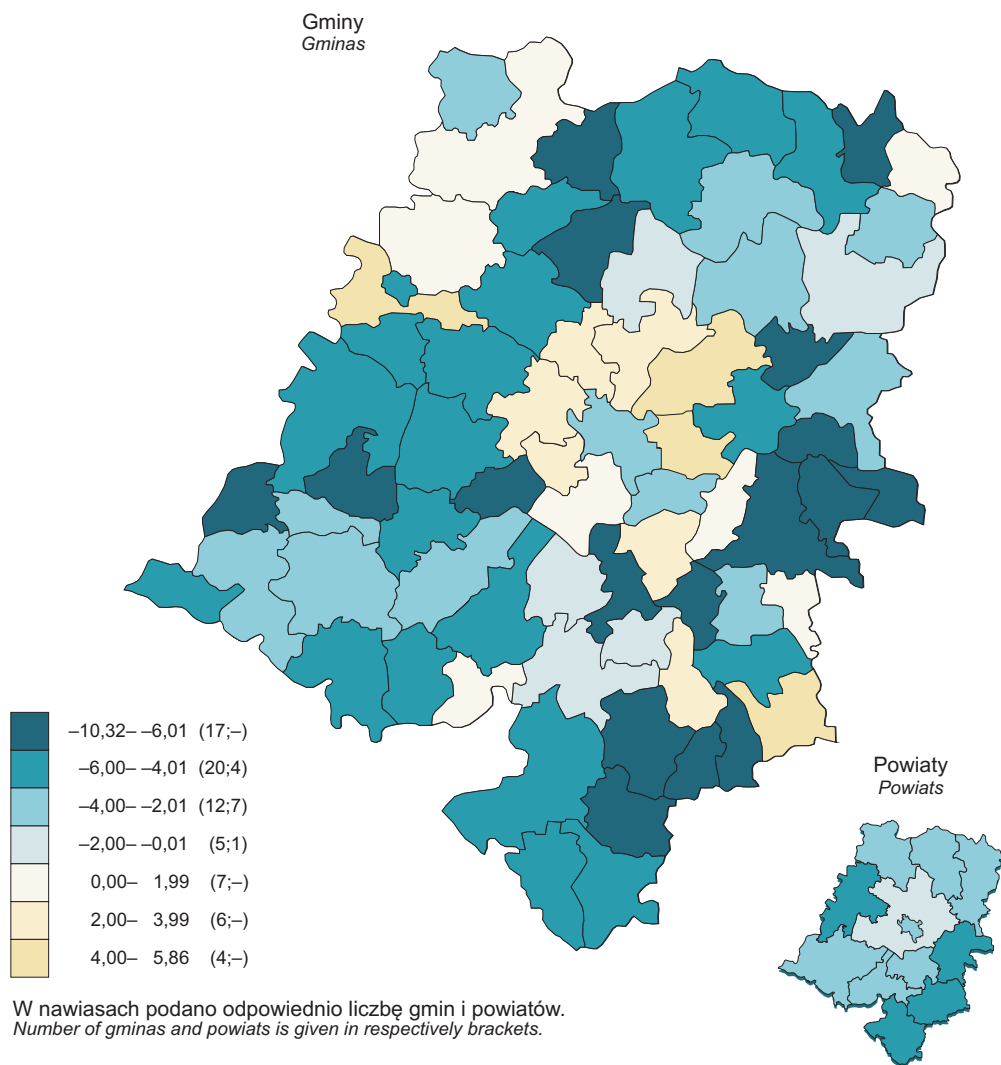 Gminy
Gminas
–10,32– –6,01 (17;–)
–6,00– –4,01 (20;4)
–4,00– –2,01 (12;7)
–2,00– –0,01 (5;1)
0,00– 1,99 (7;–)
2,00– 3,99 (6;–)
4,00– 5,86 (4;–)
Powiaty
Powiats
W nawiasach podano odpowiednio liczbę gmin i powiatów.
Number of gminas and powiats is given in respectively brackets.